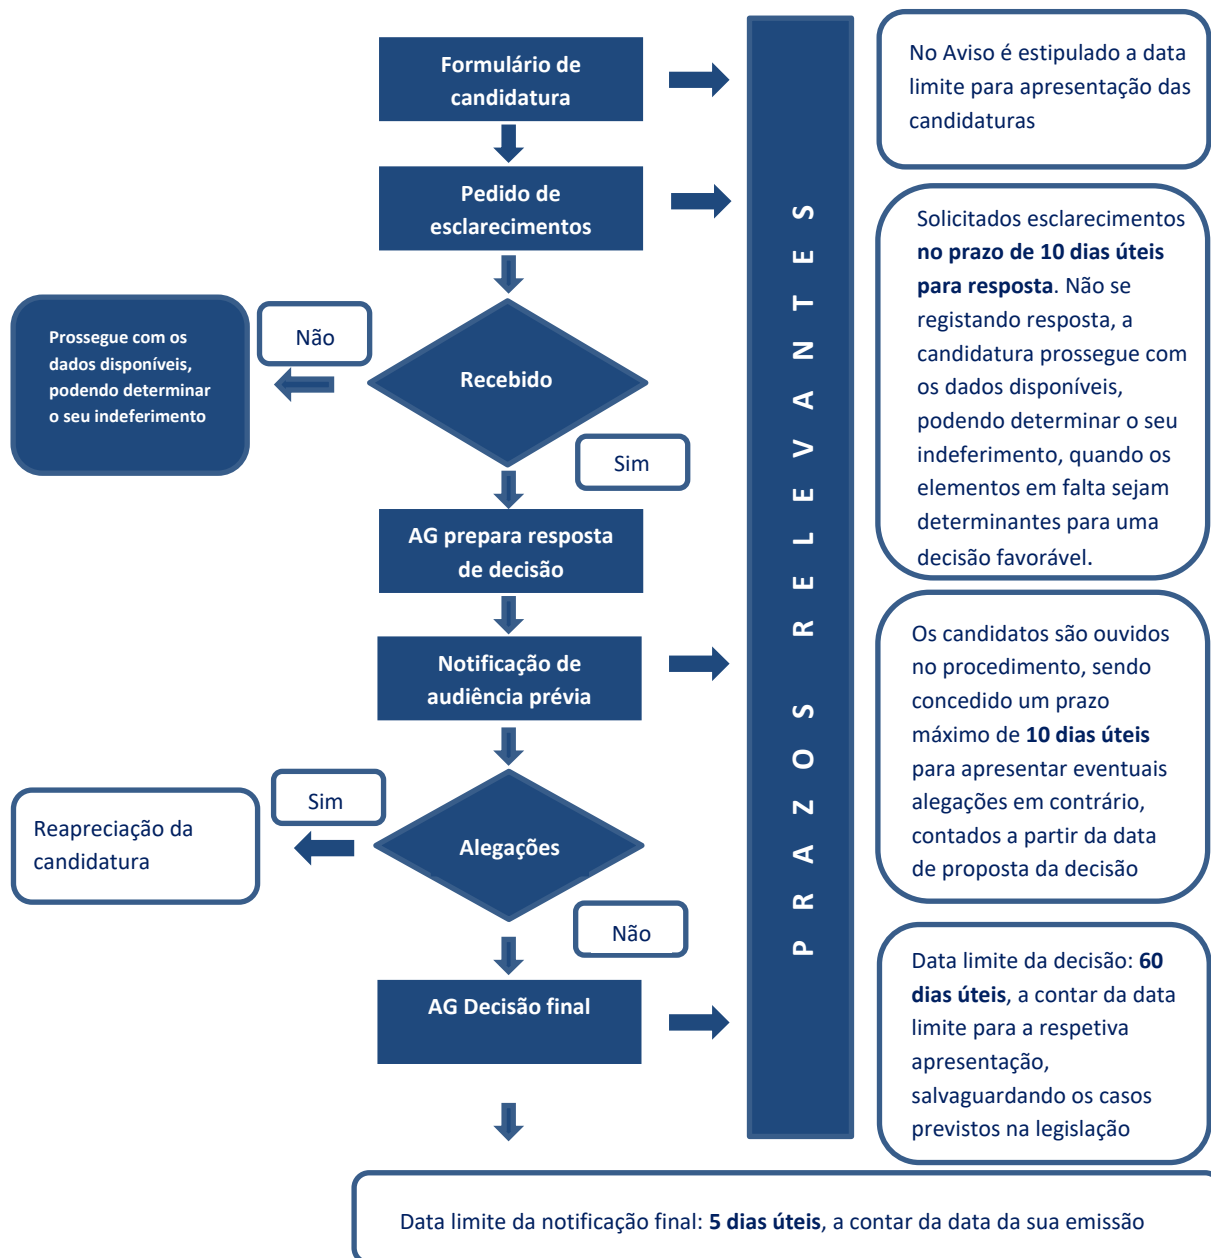 Formulário de
candidatura
No Aviso é estipulado a data
limite para apresentação das
candidaturas
Pedido de
esclarecimentos
Solicitados esclarecimentos
no prazo de 10 dias úteis
para resposta. Não se
registando resposta, a
candidatura prossegue com
os dados disponíveis,
podendo determinar o seu
indeferimento, quando os
elementos em falta sejam
determinantes para uma
decisão favorável.
Não
Prossegue com os
dados disponíveis,
podendo determinar
o seu indeferimento
Recebido
Sim
AG prepara resposta
de decisão
Notificação de
audiência prévia
Os candidatos são ouvidos
no procedimento, sendo
concedido um prazo
máximo de 10 dias úteis
para apresentar eventuais
alegações em contrário,
contados a partir da data
de proposta da decisão
Sim
Reapreciação da
candidatura
Alegações
Não
AG Decisão final
Data limite da decisão: 60
dias úteis, a contar da data
limite para a respetiva
apresentação,
salvaguardando os casos
previstos na legislação
PRAZOS RELEVANTES
Data limite da notificação final: 5 dias úteis, a contar da data da sua emissão